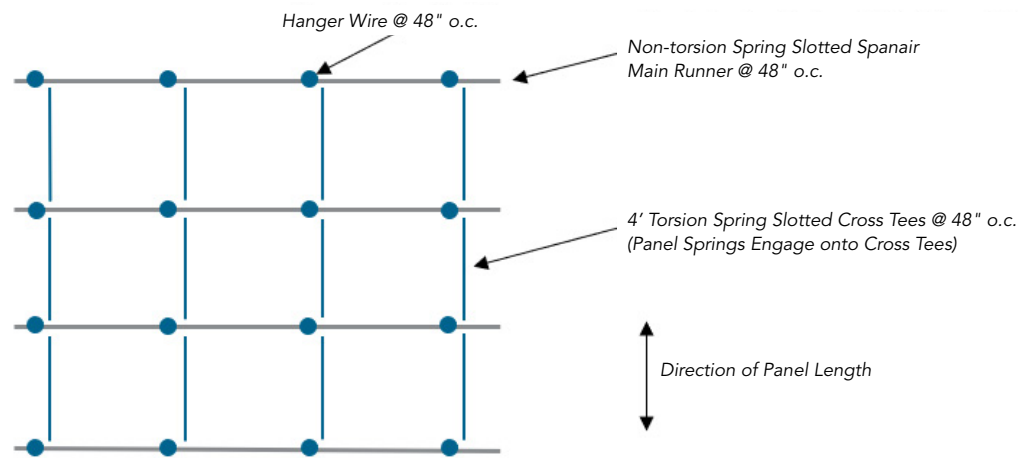 Hanger Wire @ 48" o.c.
Non-torsion Spring Slotted Spanair
Main Runner @ 48" o.c.
4’ Torsion Spring Slotted Cross Tees @ 48" o.c.
(Panel Springs Engage onto Cross Tees)
Direction of Panel Length